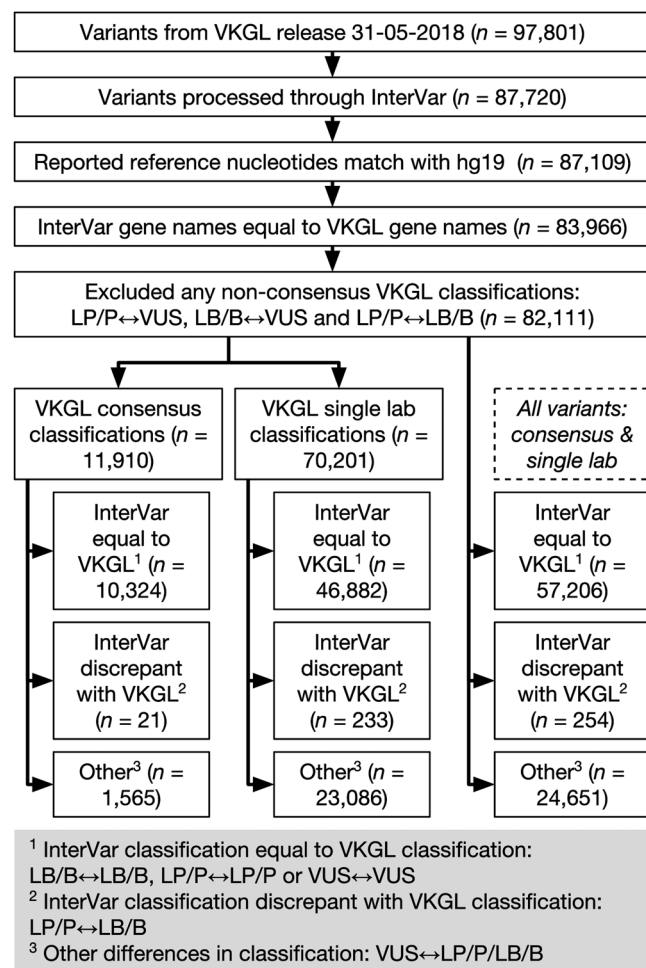 Variants from VKGL release 31-05-2018 (n = 97,801)
Variants processed through InterVar (n = 87,720)
Reported reference nucleotides match with hg19 (n = 87,109)
InterVar gene names equal to VKGL gene names (n = 83,966)
Excluded any non-consensus VKGL classifications:
LP/P↔VUS, LB/B↔VUS and LP/P↔LB/B (n = 82,111)
VKGL consensus
classifications (n =
11,910)
VKGL single lab
classifications (n =
70,201)
All variants:
consensus &
single lab
InterVar
equal to
VKGL¹ (n =
10,324)
InterVar
equal to
VKGL¹ (n =
46,882)
InterVar
equal to
VKGL¹ (n =
57,206)
InterVar
discrepant
with VKGL²
(n = 21)
InterVar
discrepant
with VKGL²
(n = 233)
InterVar
discrepant
with VKGL²
(n = 254)
Other³ (n =
1,565)
Other³ (n =
23,086)
Other³ (n =
24,651)
¹ InterVar classification equal to VKGL classification:
LB/B↔LB/B, LP/P↔LP/P or VUS↔VUS
² InterVar classification discrepant with VKGL classification:
LP/P↔LB/B
³ Other differences in classification: VUS↔LP/P/LB/B